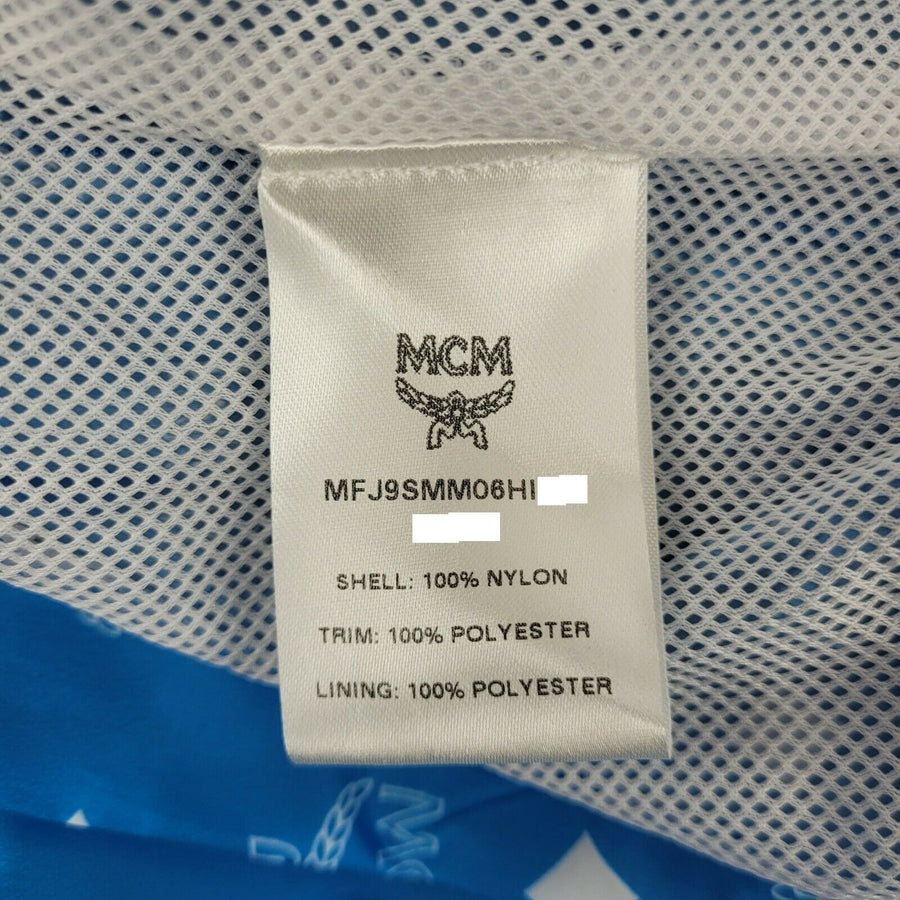 MCM
MFJ9SMM06HI
SHELL: 100% NYLON
TRIM: 100% POLYESTER
LINING: 100% POLYESTER